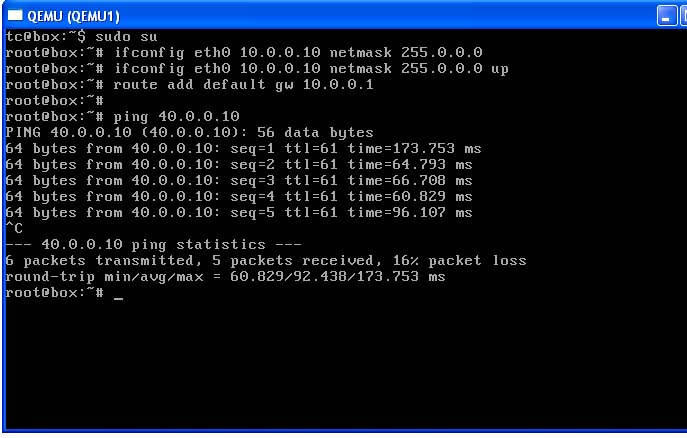 QEMU (QEMU1)
tc@box:~$ sudo su
root@box:~# ifconfig eth0 10.0.0.10 netmask 255.0.0.0
root@box:~# ifconfig eth0 10.0.0.10 netmask 255.0.0.0 up
root@box:~# route add default gw 10.0.0.1
root@box:~#
root@box:~# ping 40.0.0.10
PING 40.0.0.10 (40.0.0.10): 56 data bytes
64 bytes from 40.0.0.10: seq=1 ttl=61 time=173.753 ms
64 bytes from 40.0.0.10: seq=2 ttl=61 time=64.793 ms
64 bytes from 40.0.0.10: seq=3 ttl=61 time=66.708 ms
64 bytes from 40.0.0.10: seq=4 ttl=61 time=60.829 ms
64 bytes from 40.0.0.10: seq=5 ttl=61 time=96.107 ms
^C
--- 40.0.0.10 ping statistics ---
6 packets transmitted, 5 packets received, 16% packet loss
round-trip min/avg/max = 60.829/92.438/173.753 ms
root@box:~# _